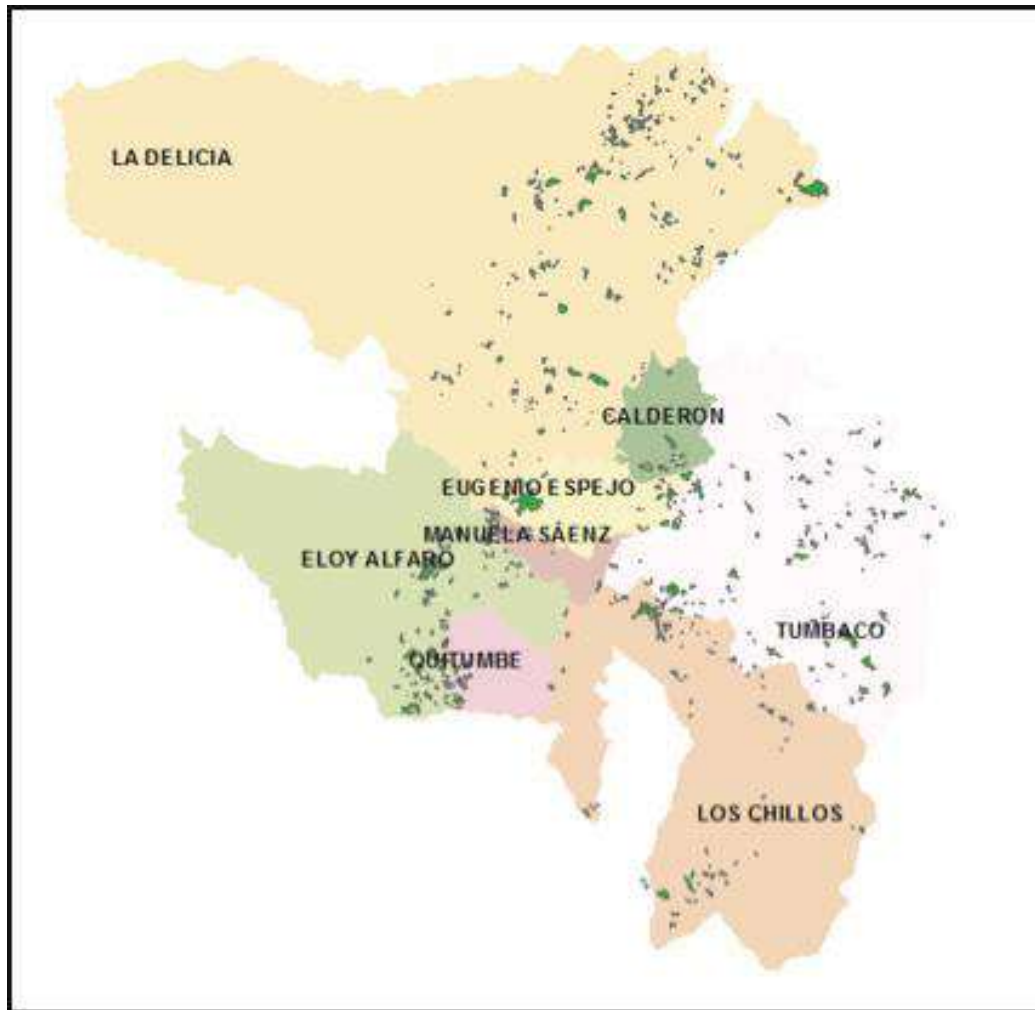 LA DELICIA
CALDERON
EUGENIO ESPEJO
MANUELA SÁENZ
ELOY ALFARO
TUMBACO
QUITUMBE
LOS CHILLOS